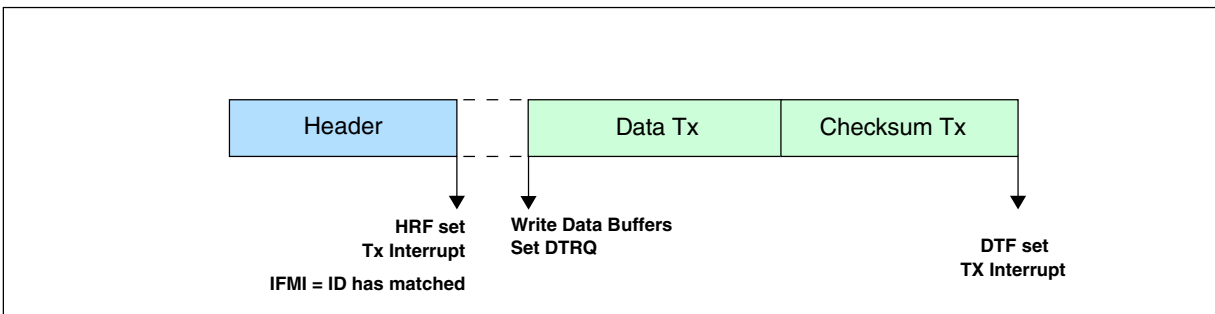 Header
Data Tx
Checksum Tx
HRF set
Tx Interrupt
IFMI = ID has matched
Write Data Buffers
Set DTRQ
DTF set
TX Interrupt